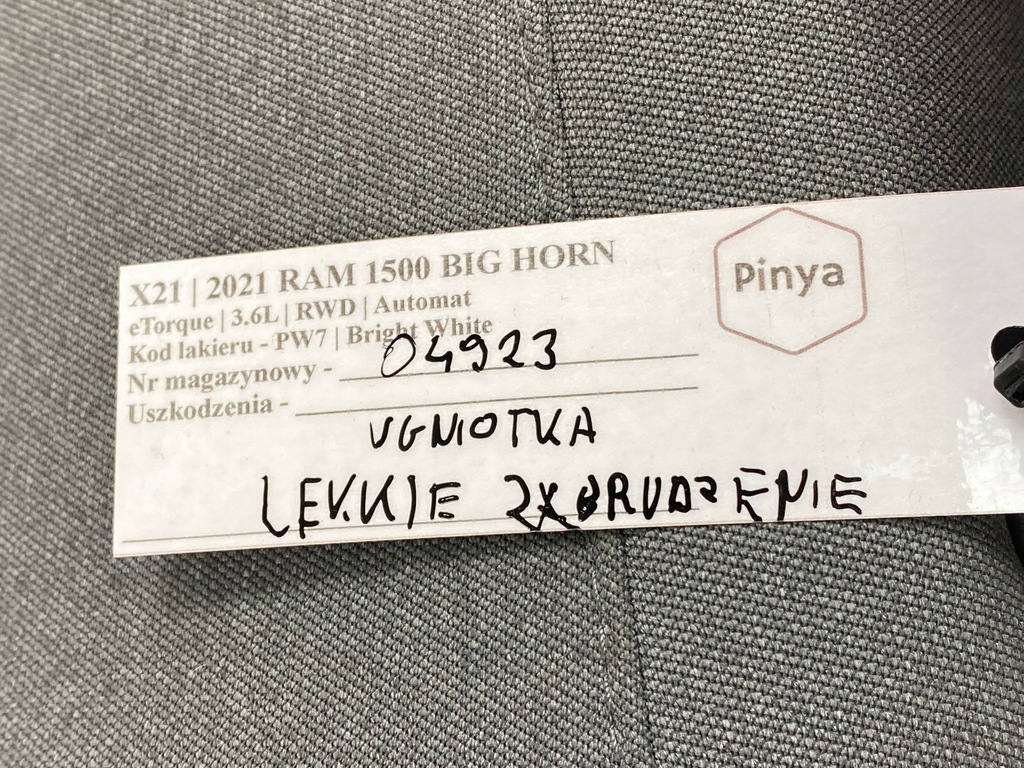 X21 | 2021 RAM 1500 BIG HORN
eTorque | 3.6L | RWD | Automat
Kod lakieru - PW7 | Bright White
Nr magazynowy - 04923
Uszkodzenia -
UGNIOTKA
LEKKIE ZABRUDZENIE
Pinya